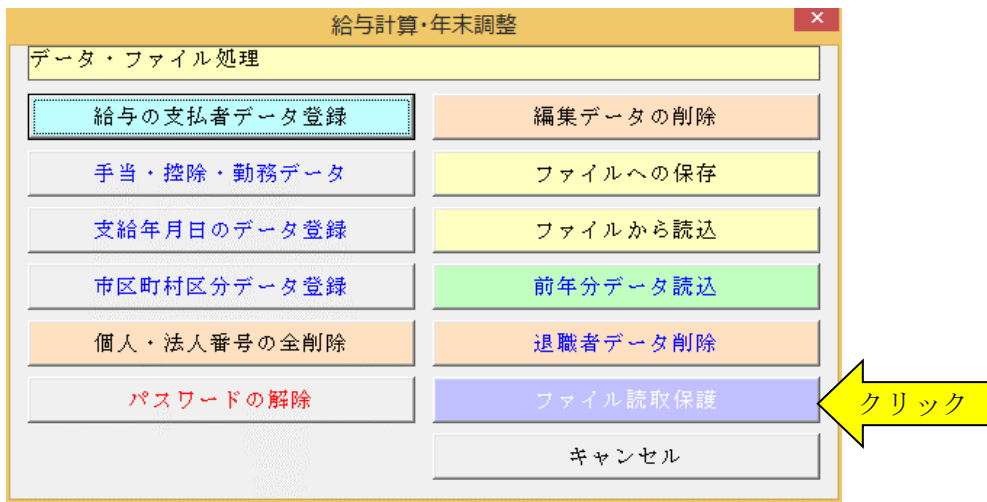 給与計算・年末調整
×
データ・ファイル処理
給与の支払者データ登録
編集データの削除
手当・控除・勤務データ
ファイルへの保存
支給年月日のデータ登録
ファイルから読込
市区町村区分データ登録
前年分データ読込
個人・法人番号の全削除
退職者データ削除
パスワードの解除
ファイル読取保護
クリック
キャンセル